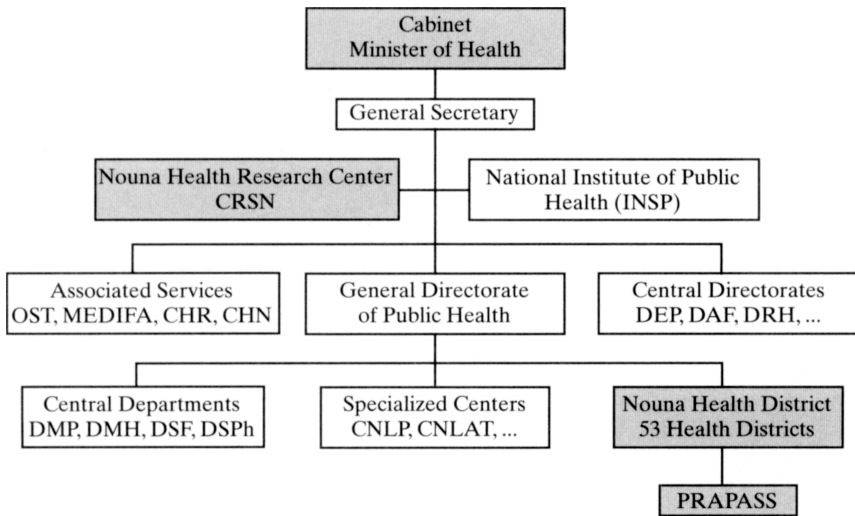 Cabinet
Minister of Health
General Secretary
Nouna Health Research Center
CRSN
National Institute of Public
Health (INSP)
Associated Services
OST, MEDIFA, CHR, CHN
General Directorate
of Public Health
Central Directorates
DEP, DAF, DRH, ...
Central Departments
DMP, DMH, DSF, DSPh
Specialized Centers
CNLP, CNLAT, ...
Nouna Health District
53 Health Districts
PRAPASS